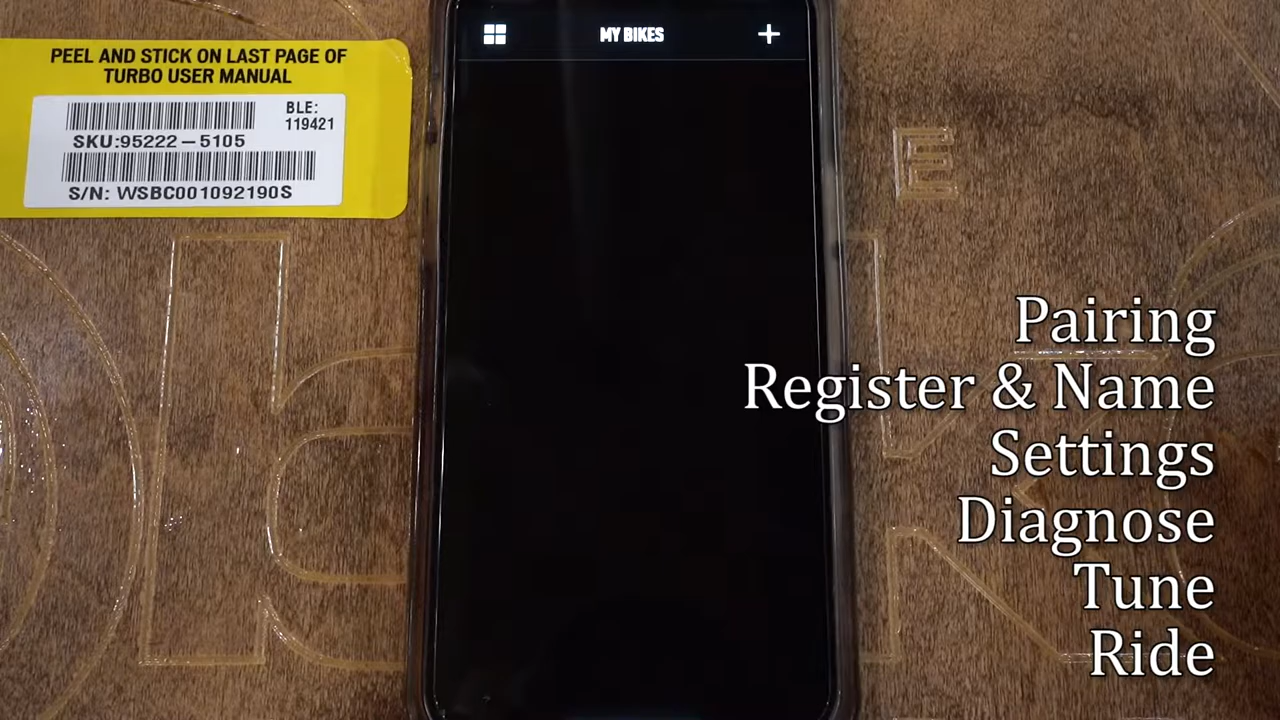 PEEL AND STICK ON LAST PAGE OF
TURBO USER MANUAL
BLE:
119421
SKU:95222-5105
S/N: WSBC001092190S
MY BIKES
E
Pairing
Register & Name
Settings
Diagnose
Tune
Ride